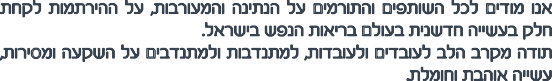 אנו מודים לכל השותפים והתורמים על הנתינה והמעורבות, על ההירתמות לקחת
חלק בעשייה חדשנית בעולם בריאות הנפש בישראל.
תודה מקרב הלב לעובדים ולעובדות, למתנדבות ולמתנדבים על השקעה ומסירות,
עשייה אוהבת וחומלת.